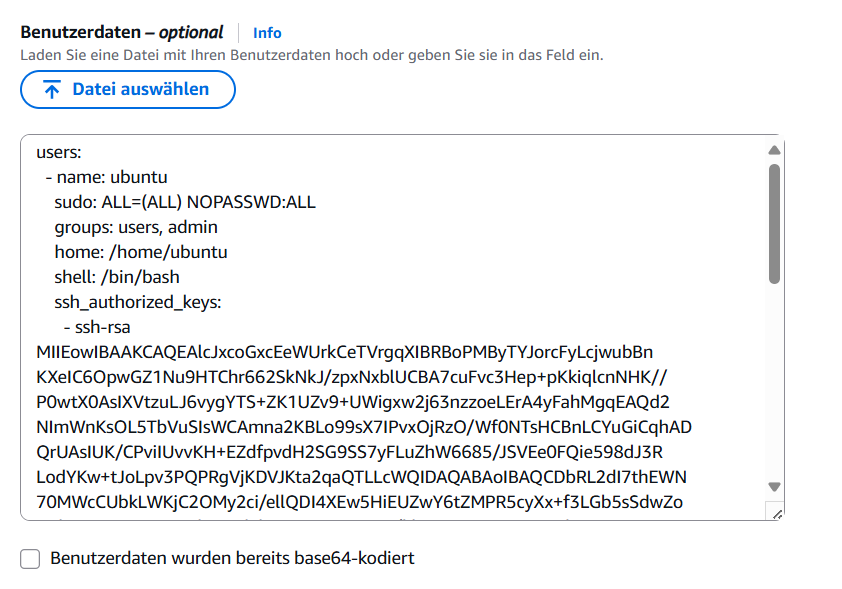 Benutzerdaten – optional Info
Laden Sie eine Datei mit Ihren Benutzerdaten hoch oder geben Sie sie in das Feld ein.
Datei auswählen
users:
- name: ubuntu
sudo: ALL=(ALL) NOPASSWD:ALL
groups: users, admin
home: /home/ubuntu
shell: /bin/bash
ssh_authorized_keys:
- ssh-rsa
MIIEowIBAAKCAQEAlcJxcoGxcEeWUrkCeTVrgqXIBRBoPMByTYJorcFyLcjwubBn
KXeIC6OpwGZ1Nu9HTChr662SkNkJ/zpxNxblUCBA7cuFvc3Hep+pKkiqlcnNHK//
P0wtX0AsIXVtzuLJ6vygYTS+ZK1UZv9+UWigxw2j63nzzoeLErA4yFahMgqEAQd2
NImWnKsOL5TbVuSIsWCAmna2KBLo99sX7IPvxOjRzO/Wf0NTsHCBnLCYuGiCqhAD
QrUAsIUK/CPviIUvvKH+EZdfpvdH2SG9SS7yFLuZhW6685/JSVEe0FQie598dJ3R
LodYKw+tJoLpv3PQPRgVjKDVJKta2qaQTLLcWQIDAQABAoIBAQCDbRL2dI7thEWN
70MWcCUbkLWKjC2OMy2ci/ellQDI4XEw5HiEUZwY6tZMPR5cyXx+f3LGb5sSdwZo
Benutzerdaten wurden bereits base64-kodiert